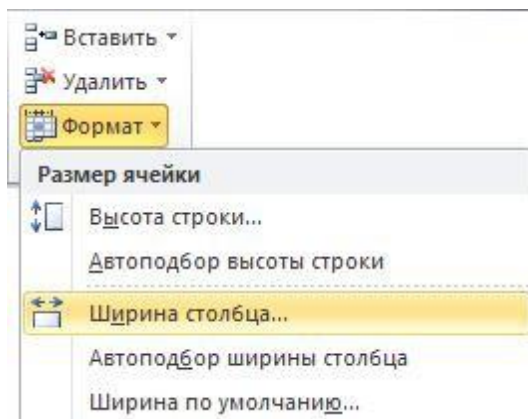 Вставить
Удалить
Формат
Размер ячейки
Высота строки...
Автоподбор высоты строки
Ширина столбца...
Автоподбор ширины столбца
Ширина по умолчанию...